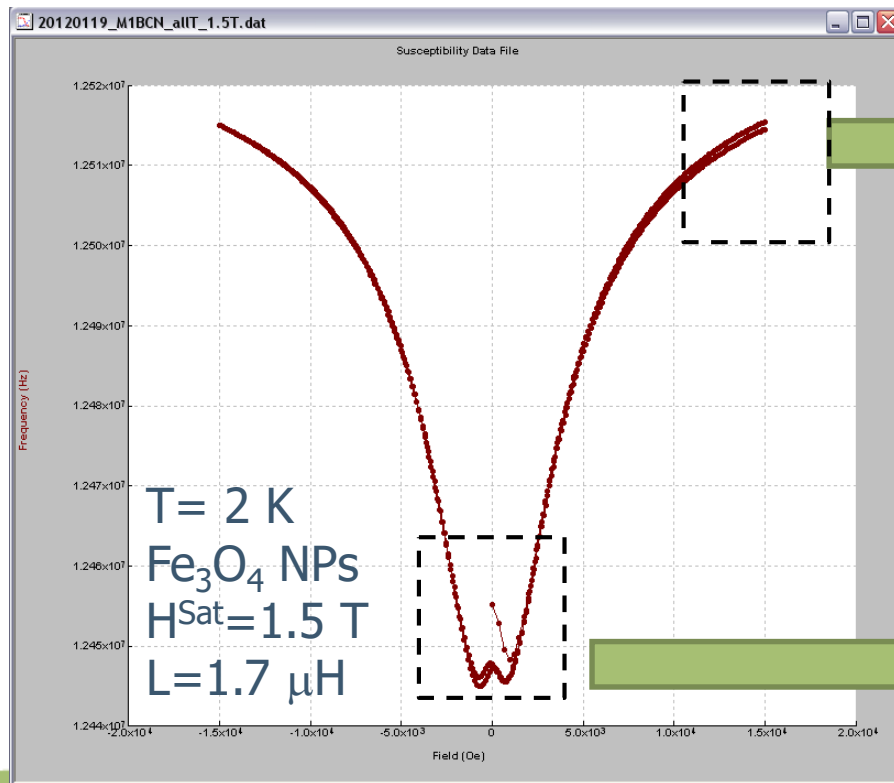 20120119_M1BCN_allT_1.5T.dat
Susceptibility Data File
1.252x10⁷
1.251x10⁷
1.250x10⁷
1.249x10⁷
1.248x10⁷
1.247x10⁷
1.246x10⁷
1.245x10⁷
1.244x10⁷
Frequency (Hz)
T= 2 K
Fe₃O₄ NPs
Hˢᵃᵗ=1.5 T
L=1.7 μH
-2.0x10⁴ -1.5x10⁴ -1.0x10⁴ -5.0x10³ 0 5.0x10³ 1.0x10⁴ 1.5x10⁴ 2.0x10⁴
Field (Oe)